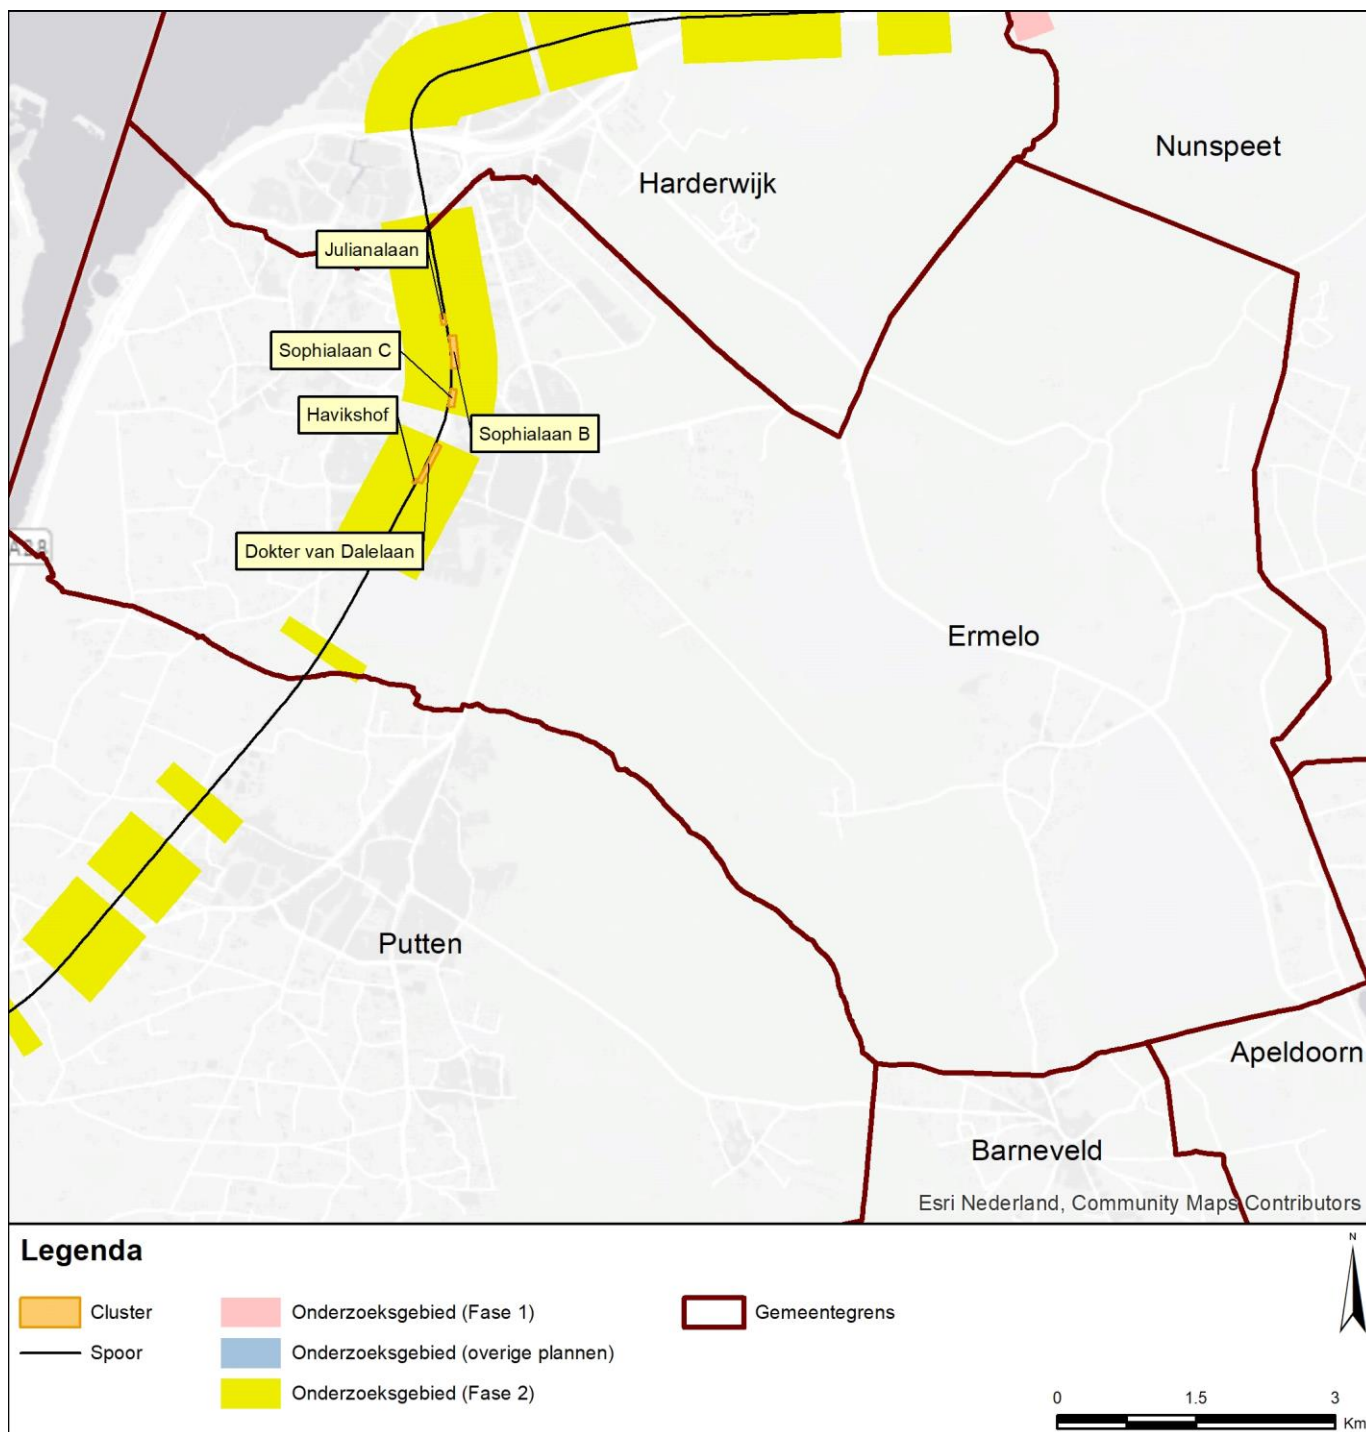 Nunspeet
Harderwijk
Julianalaan
Sophialaan C
Havikshof
Sophialaan B
Dokter van Dalelaan
A28
Ermelo
Putten
Apeldoorn
Barneveld
Esri Nederland, Community Maps Contributors
Legenda
N
Cluster
Onderzoeksgebied (Fase 1)
Gemeentegrens
Spoor
Onderzoeksgebied (overige plannen)
Onderzoeksgebied (Fase 2)
0 1.5 3
Km